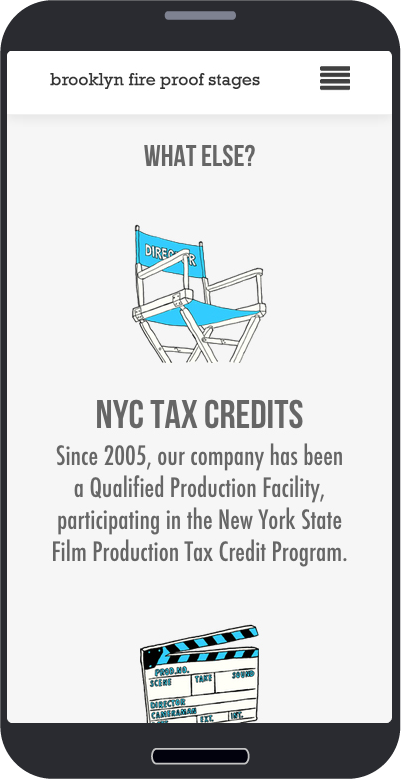 brooklyn fire proof stages
WHAT ELSE?
DIRECTOR
NYC TAX CREDITS
Since 2005, our company has been
a Qualified Production Facility,
participating in the New York State
Film Production Tax Credit Program.
PROD.NO.
SCENE TAKE SOUND
DIRECTOR
CAMERAMAN
EXT. INT.